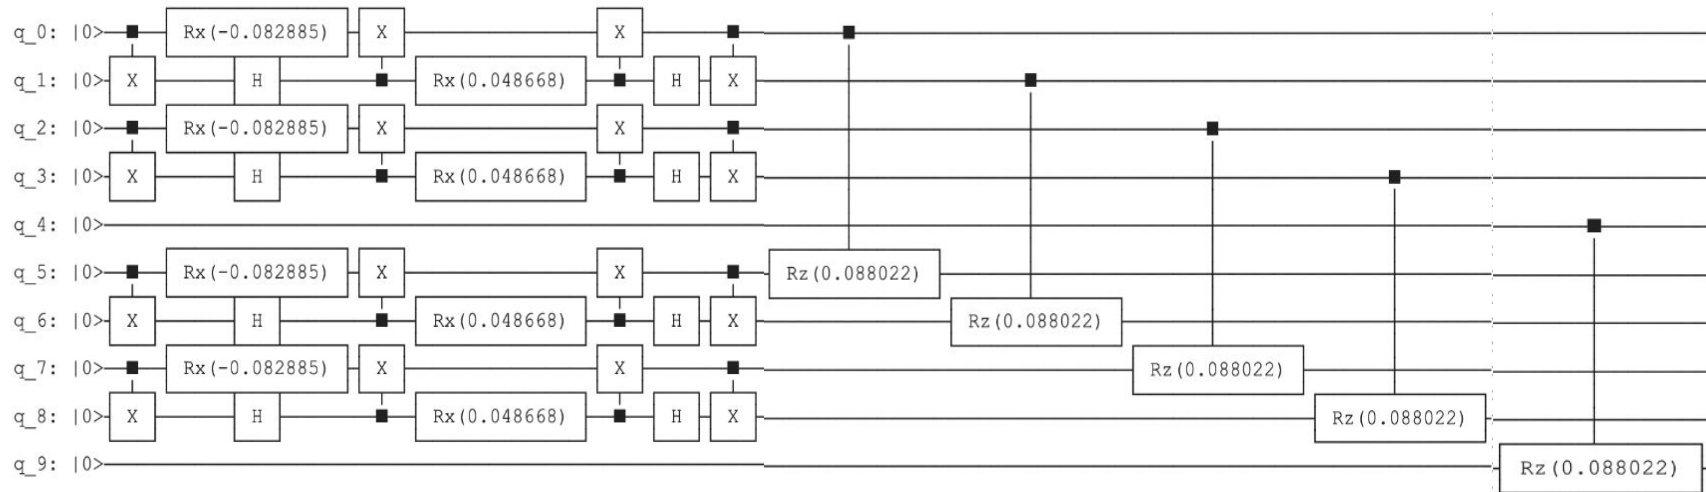 q_0: |0> Rx(-0.082885) X X
q_1: |0> X H Rx(0.048668) H X
q_2: |0> Rx(-0.082885) X X
q_3: |0> X H Rx(0.048668) H X
q_4: |0>
q_5: |0> Rx(-0.082885) X X Rz(0.088022)
q_6: |0> X H Rx(0.048668) H X Rz(0.088022)
q_7: |0> Rx(-0.082885) X X Rz(0.088022)
q_8: |0> X H Rx(0.048668) H X Rz(0.088022)
q_9: |0> Rz(0.088022)